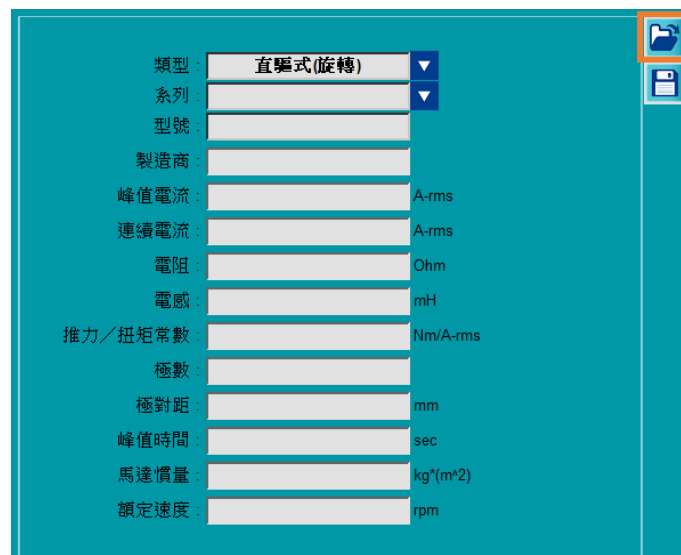 類型 : 直驅式(旋轉)
系列 :
型號 :
製造商 :
峰值電流 : A-rms
連續電流 : A-rms
電阻 : Ohm
電感 : mH
推力／扭矩常數 : Nm/A-rms
極數 :
極對距 : mm
峰值時間 : sec
馬達慣量 : kg*(m^2)
額定速度 : rpm